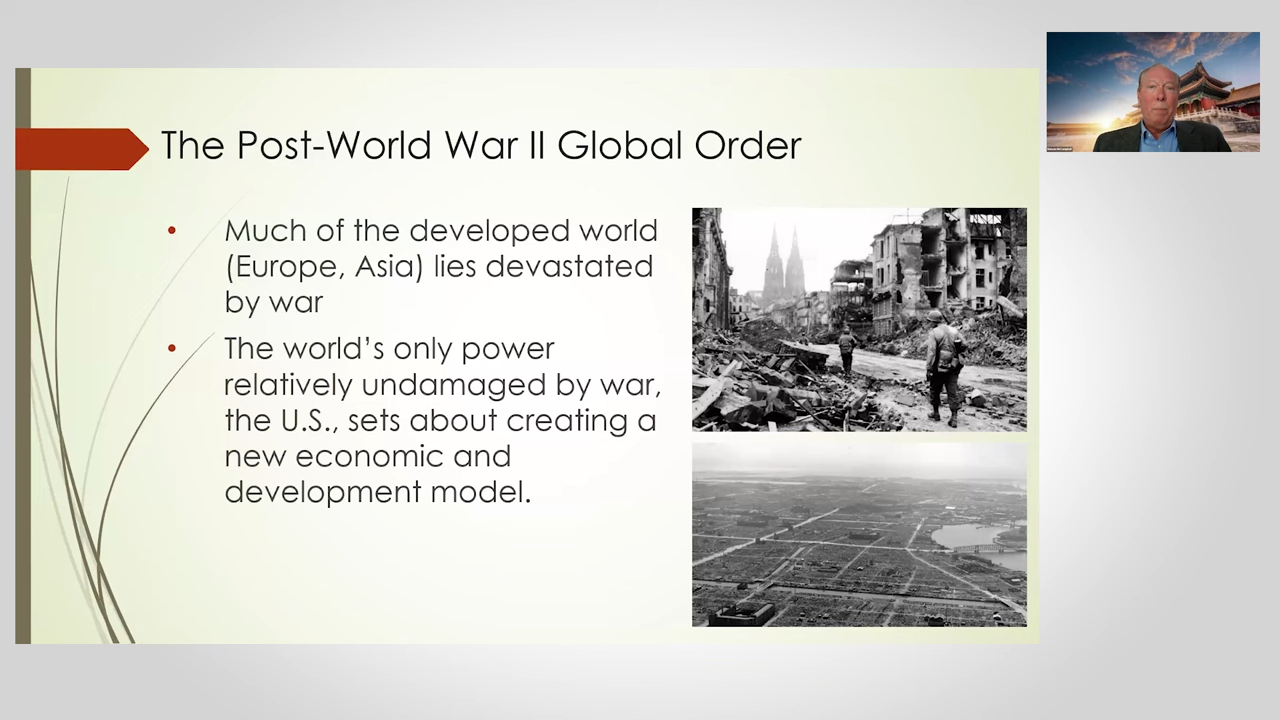 The Post-World War II Global Order
• Much of the developed world
(Europe, Asia) lies devastated
by war
• The world’s only power
relatively undamaged by war,
the U.S., sets about creating a
new economic and
development model.